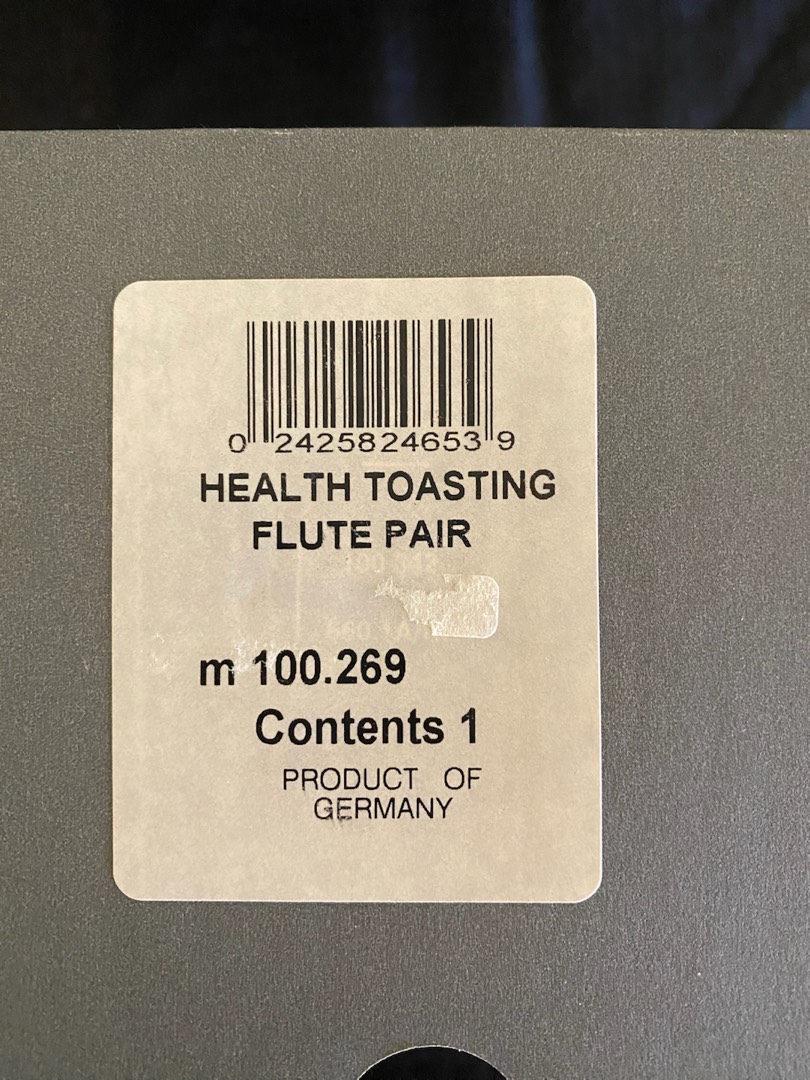 0 2425824653 9
HEALTH TOASTING
FLUTE PAIR
m 100.269
Contents 1
PRODUCT OF
GERMANY